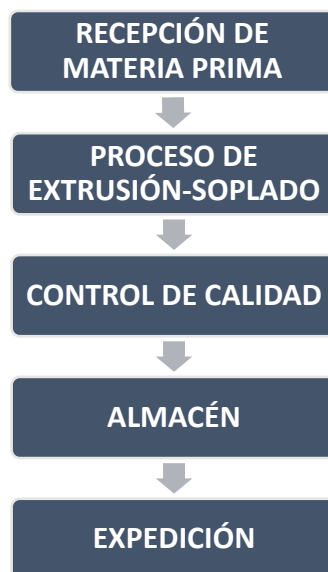 RECEPCIÓN DE
MATERIA PRIMA
PROCESO DE
EXTRUSIÓN-SOPLADO
CONTROL DE CALIDAD
ALMACÉN
EXPEDICIÓN